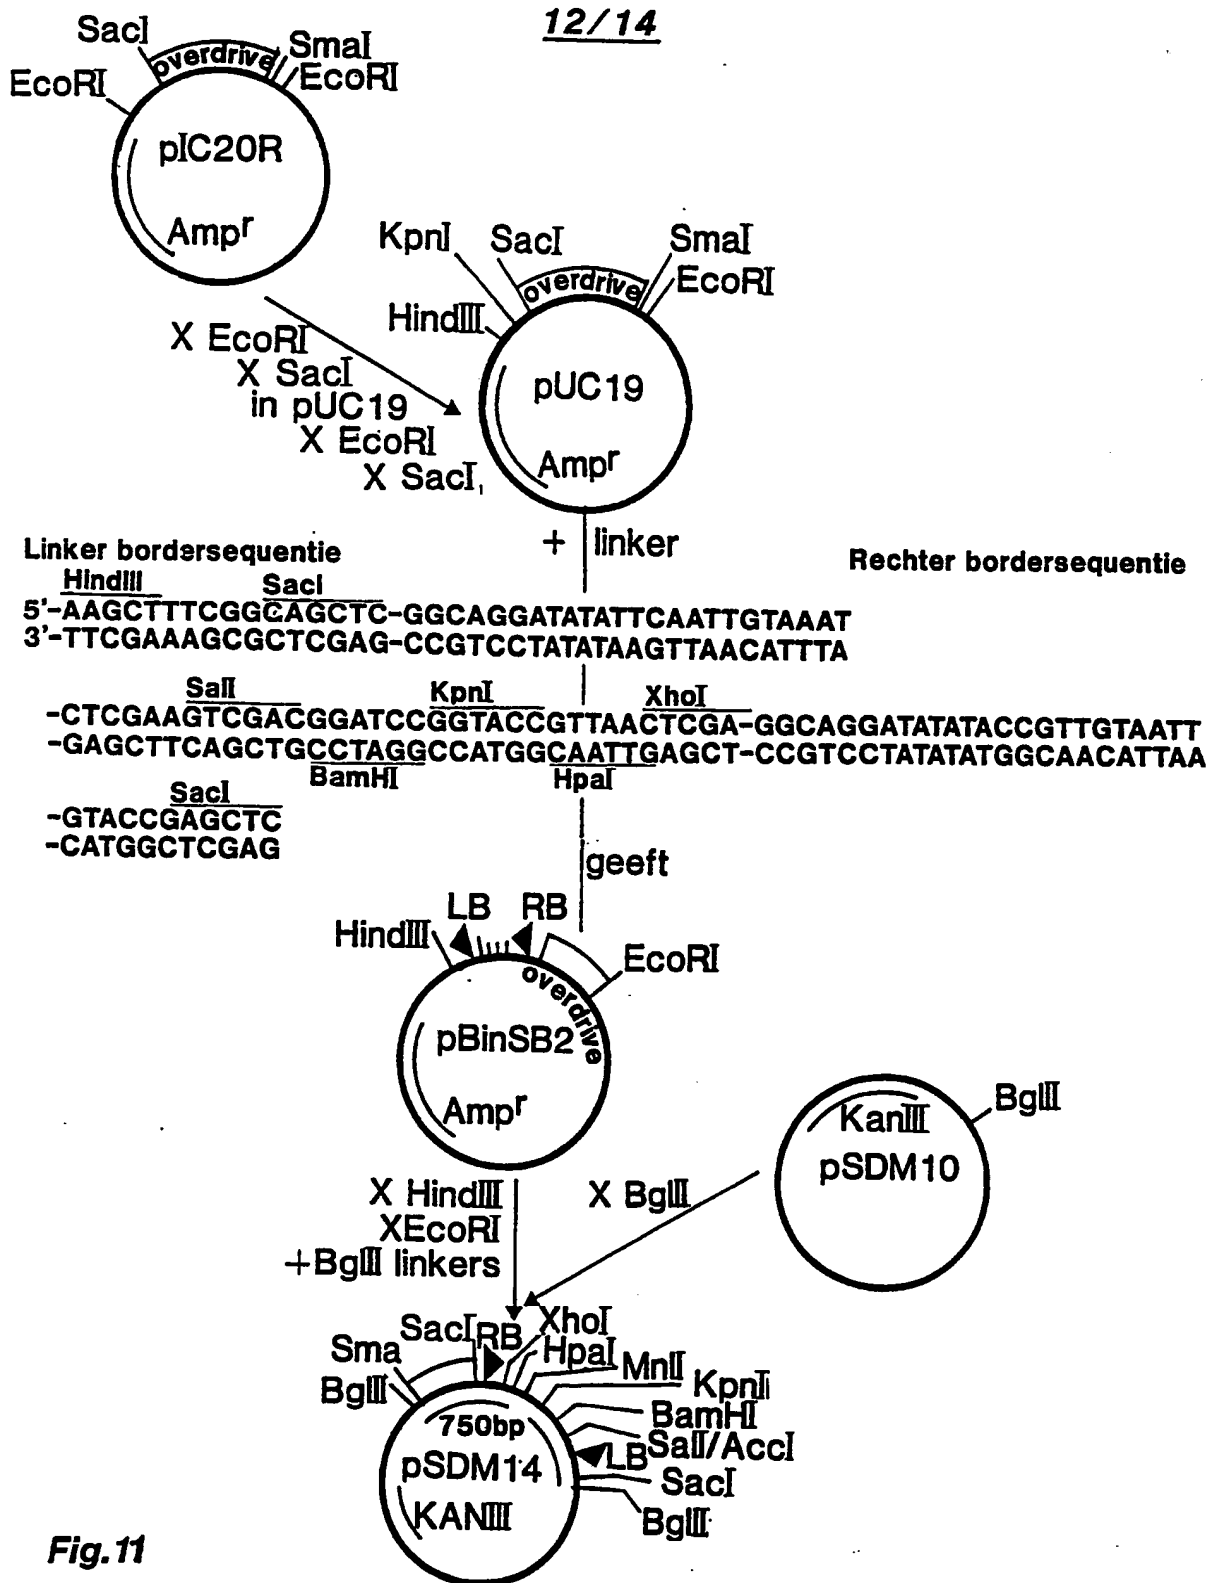 12/14
SacI
overdrive
SmaI
EcoRI
EcoRI
pIC20R
Ampr
KpnI
SacI
SmaI
overdrive
EcoRI
HindIII
X EcoRI
X SacI
in pUC19
X EcoRI
X SacI
pUC19
Ampr
+ linker
Linker bordersequentie
Rechter bordersequentie
HindIII SacI
5'-AAGCTTTCGGCAGCTC-GGCAGGATATATTCAATTGTAAAT
3'-TTCGAAAGCGCTCGAG-CCGTCCTATATAAGTTAACATTTA
SalI KpnI XhoI
-CTCGAAGTCGACGGATCCGGTACCGTTAACTCGA-GGCAGGATATATACCGTTGTAATT
-GAGCTTCAGCTGCCTAGGCCATGGCAATTGAGCT-CCGTCCTATATATGGCAACATTAA
BamHI HpaI
SacI
-GTACCGAGCTC
-CATGGCTCGAG
geeft
LB RB
HindIII
EcoRI
overdrive
pBinSB2
Ampr
BglII
KanIII
pSDM10
X HindIII
XEcoRI
+BglII linkers
X BglII
SacI RB XhoI
Sma
HpaI
MnlI
BglII
KpnI
BamHI
SalI/AccI
LB
SacI
BglII
750bp
pSDM14
KANIII
Fig.11